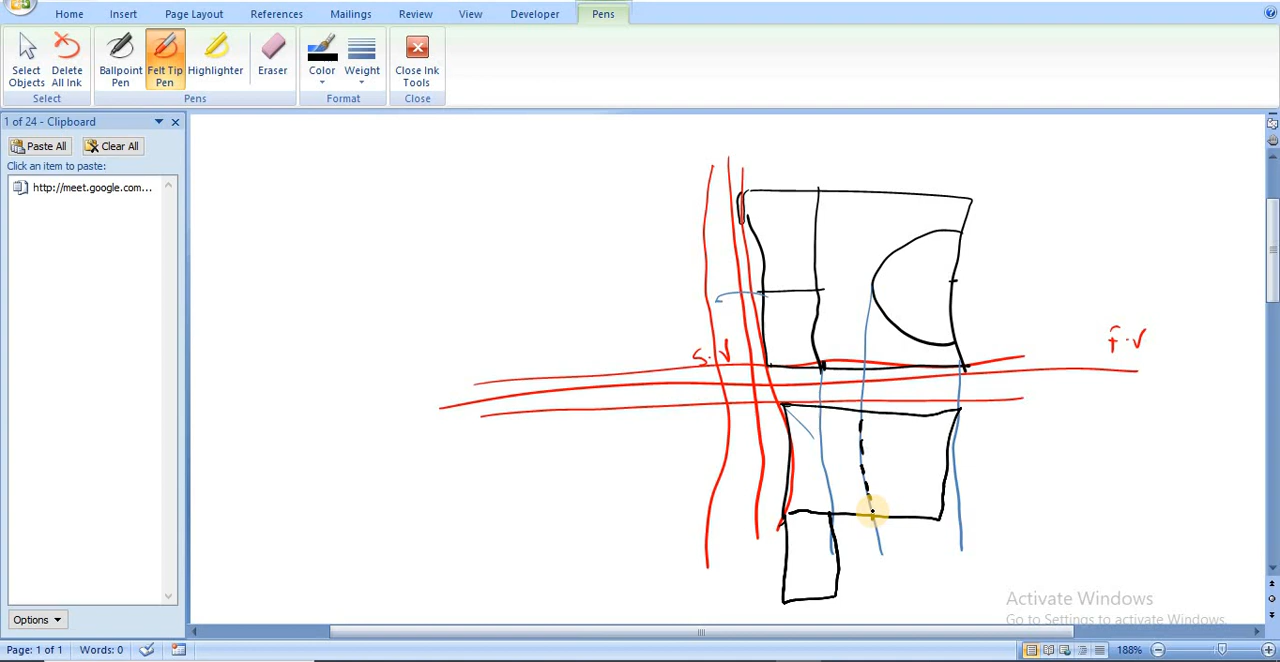 Home Insert Page Layout References Mailings Review View Developer Pens
Select Objects
Delete All Ink
Ballpoint Pen
Felt Tip Pen
Highlighter
Eraser
Color
Weight
Close Ink Tools
Select Pens Format Close
1 of 24 - Clipboard
Paste All Clear All
Click an item to paste:
http://meet.google.com...
Options
S.V
F.V
Activate Windows
Go to Settings to activate Windows.
Page: 1 of 1 Words: 0 188%